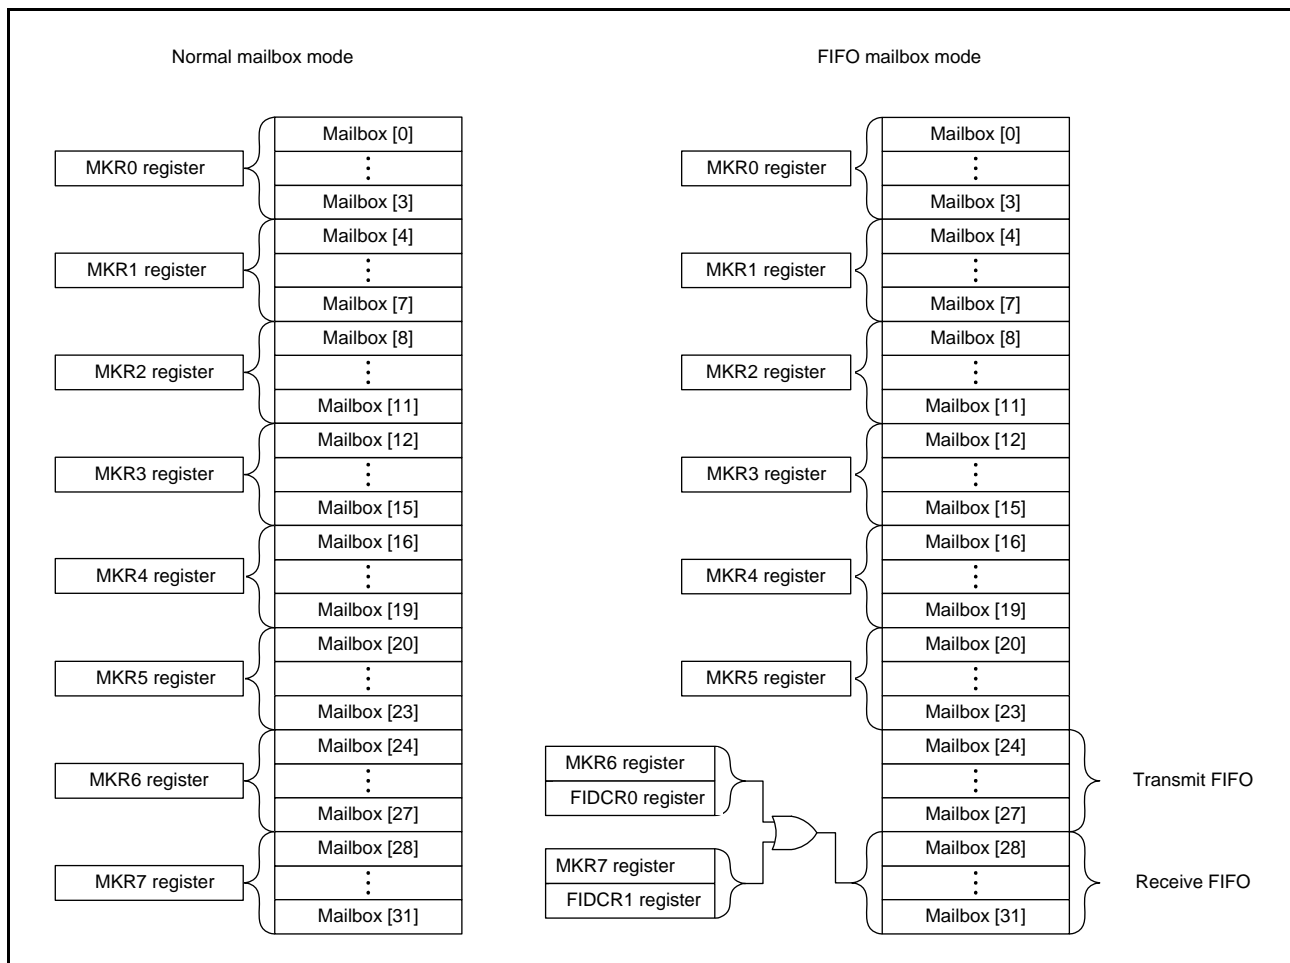 Normal mailbox mode
MKR0 register
Mailbox [0]
Mailbox [3]
MKR1 register
Mailbox [4]
Mailbox [7]
MKR2 register
Mailbox [8]
Mailbox [11]
MKR3 register
Mailbox [12]
Mailbox [15]
MKR4 register
Mailbox [16]
Mailbox [19]
MKR5 register
Mailbox [20]
Mailbox [23]
MKR6 register
Mailbox [24]
Mailbox [27]
MKR7 register
Mailbox [28]
Mailbox [31]
FIFO mailbox mode
MKR0 register
Mailbox [0]
Mailbox [3]
MKR1 register
Mailbox [4]
Mailbox [7]
MKR2 register
Mailbox [8]
Mailbox [11]
MKR3 register
Mailbox [12]
Mailbox [15]
MKR4 register
Mailbox [16]
Mailbox [19]
MKR5 register
Mailbox [20]
Mailbox [23]
MKR6 register
FIDCR0 register
Mailbox [24]
Mailbox [27]
Transmit FIFO
MKR7 register
FIDCR1 register
Mailbox [28]
Mailbox [31]
Receive FIFO